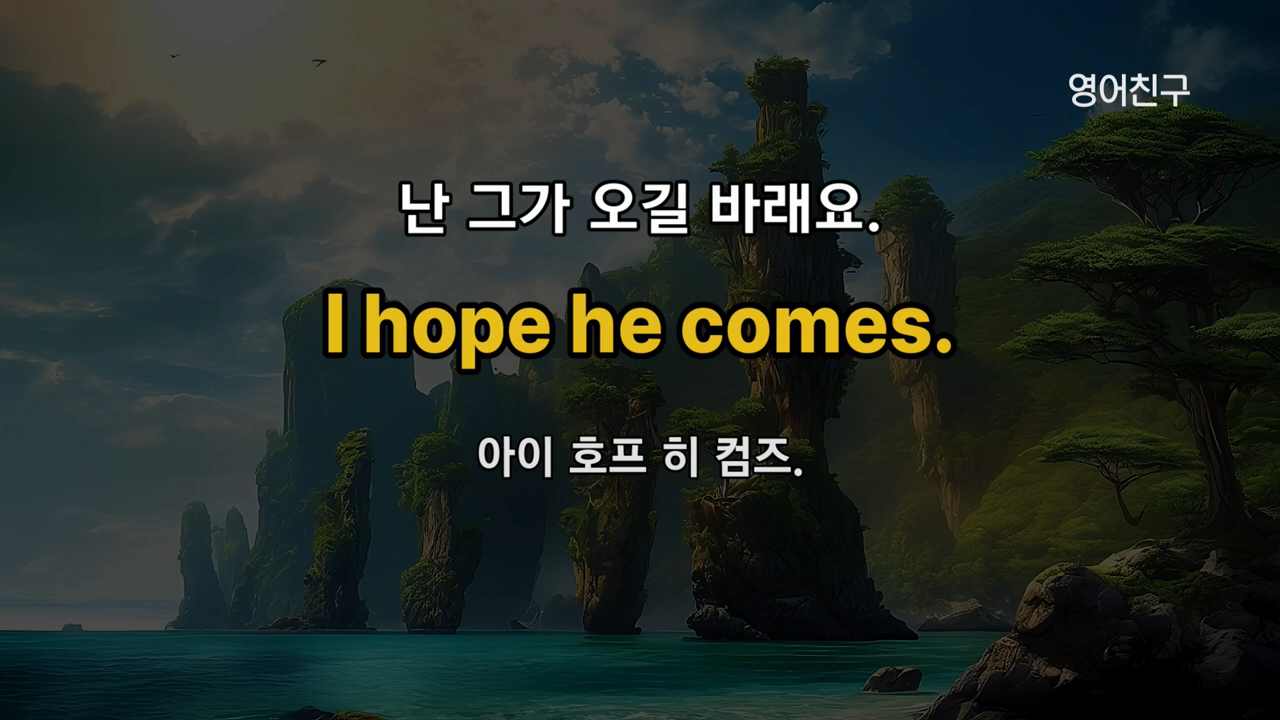 영어친구
난 그가 오길 바래요.
I hope he comes.
아이 호프 히 컴즈.